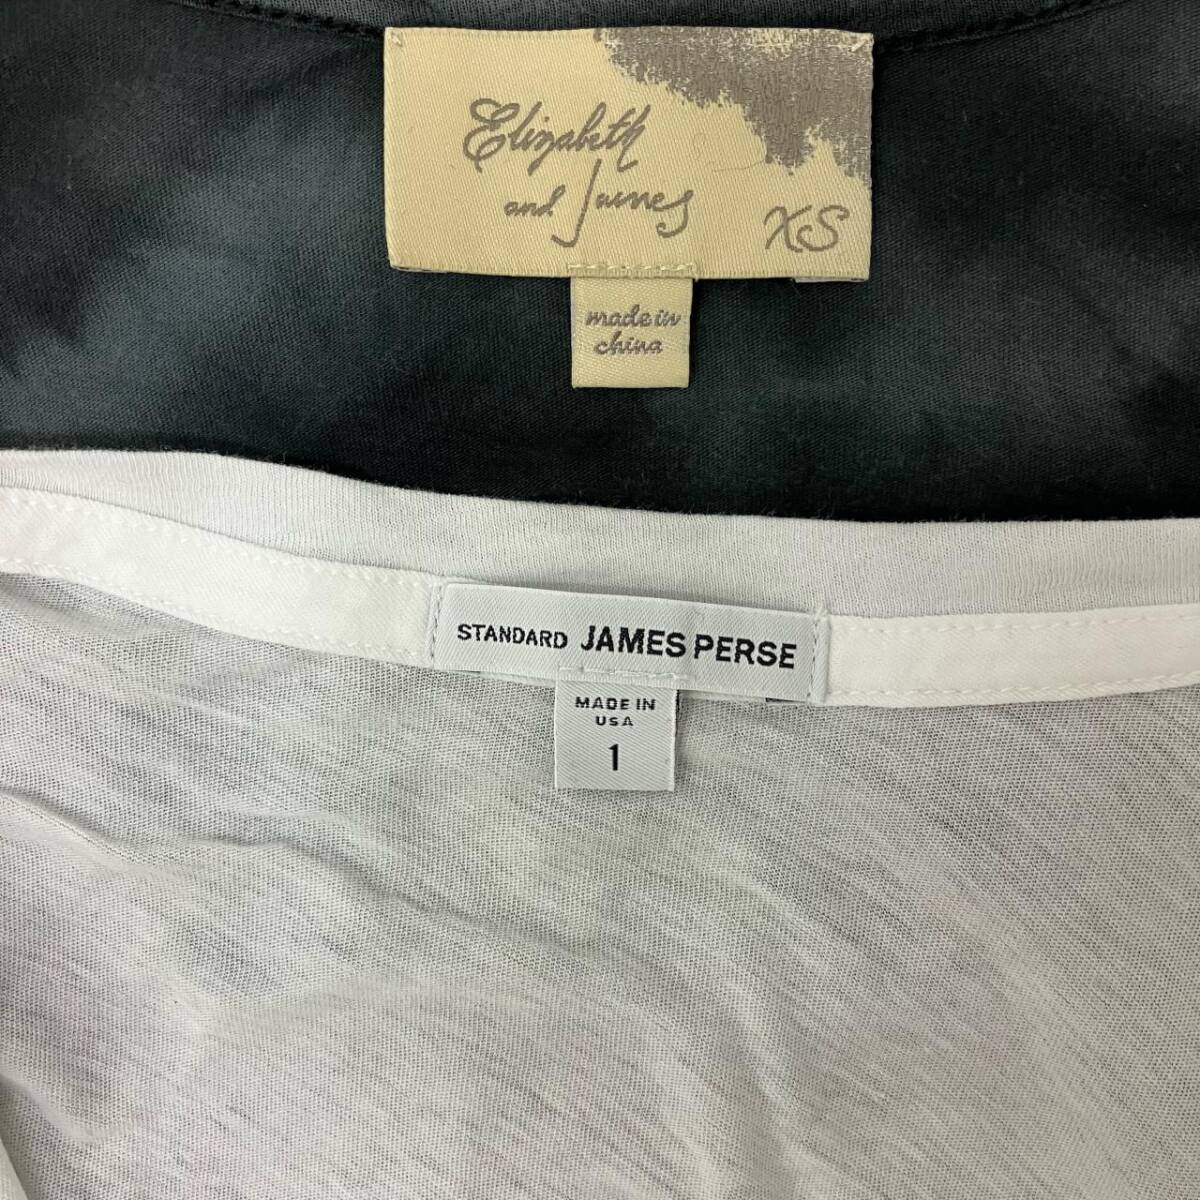 Elizabeth
and James XS
made in
china
STANDARD JAMES PERSE
MADE IN
USA
1